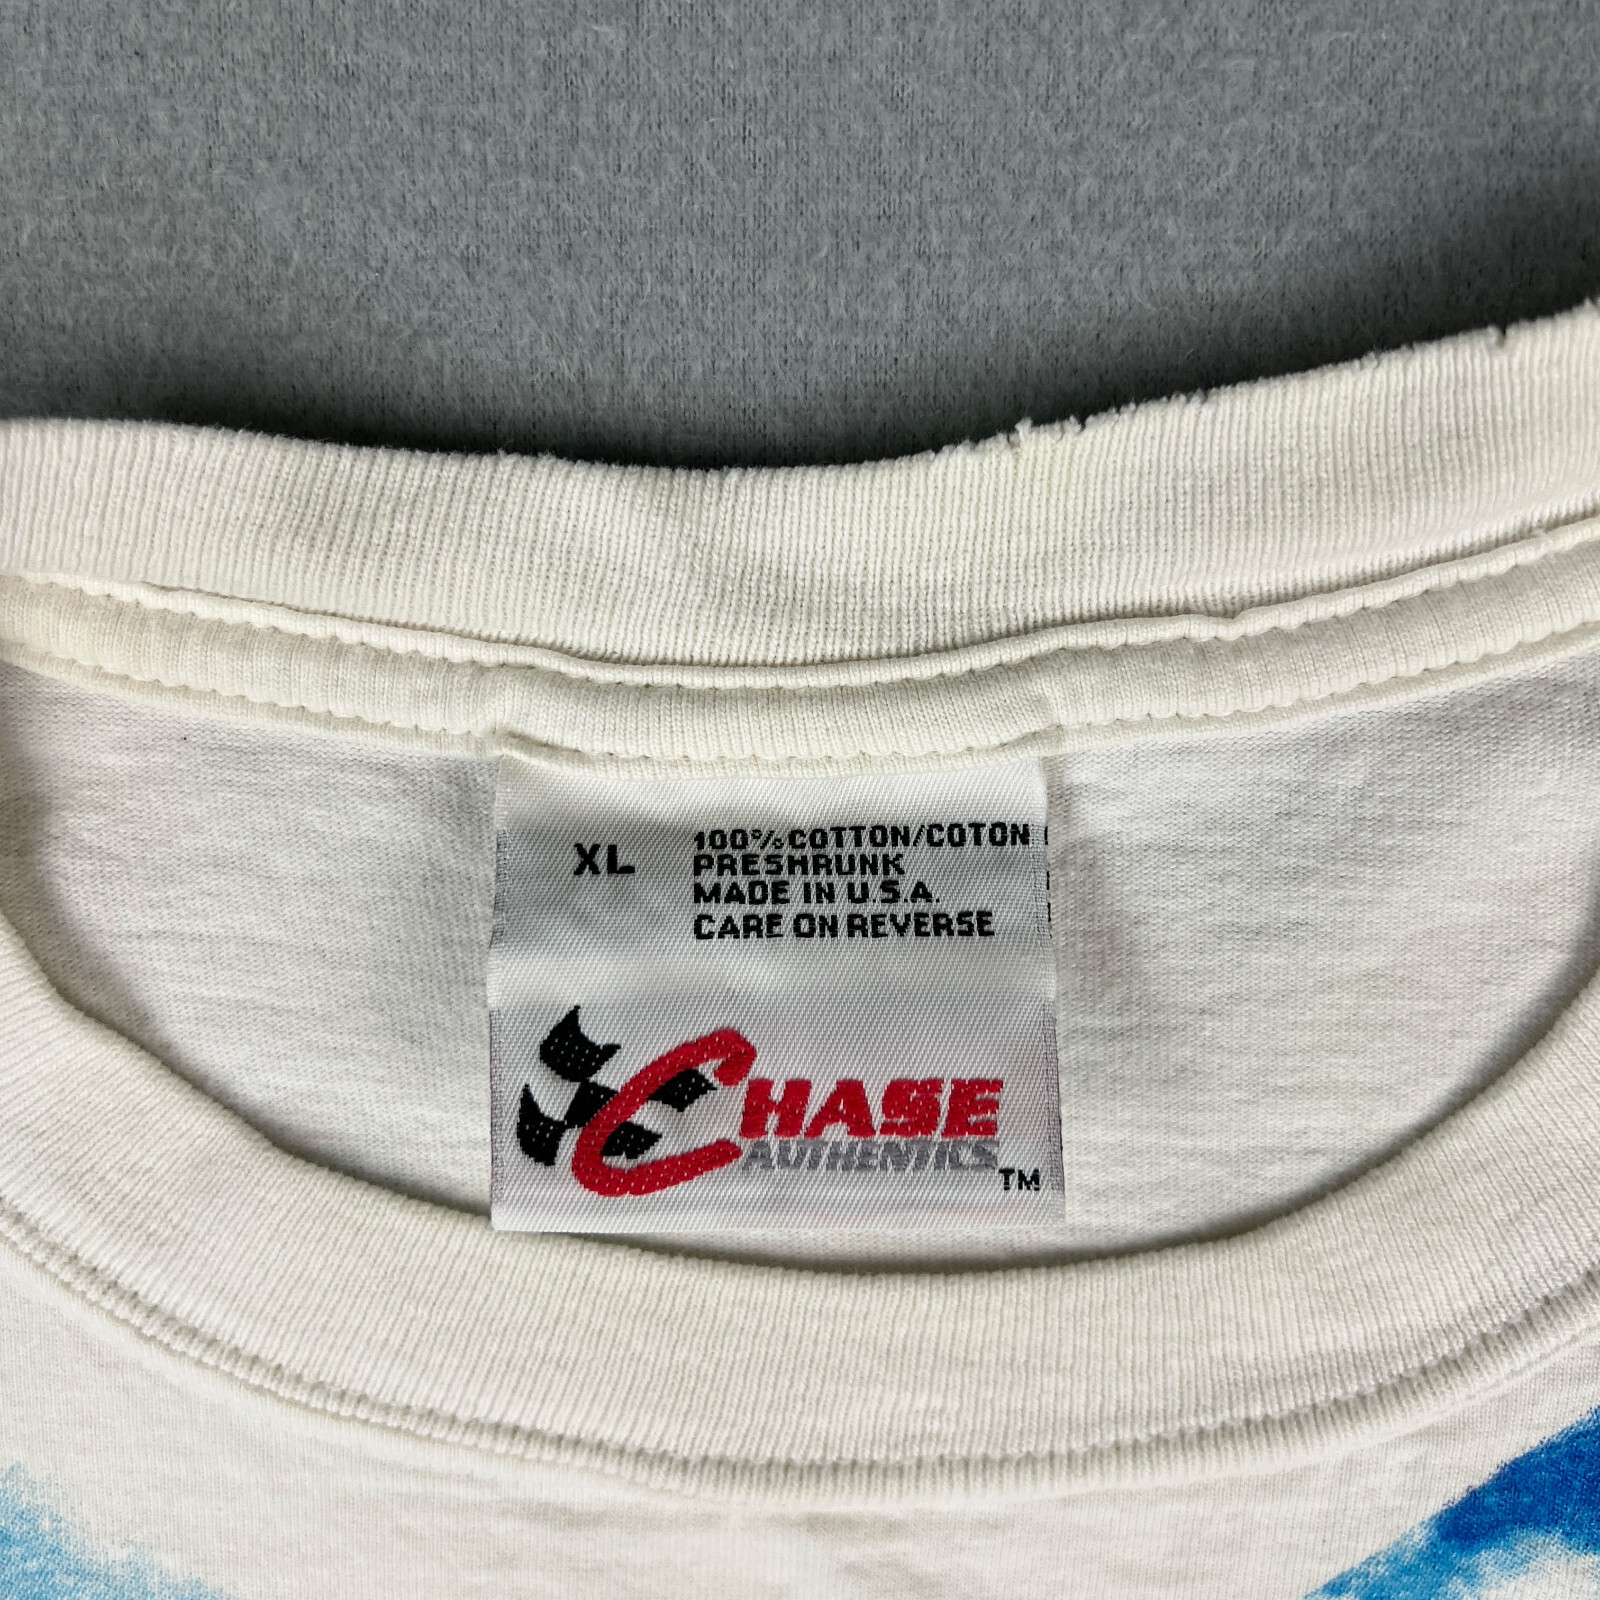 XL
100% COTTON/COTON
PRESHRUNK
MADE IN U.S.A.
CARE ON REVERSE
CHASE
AUTHENTICS
TM